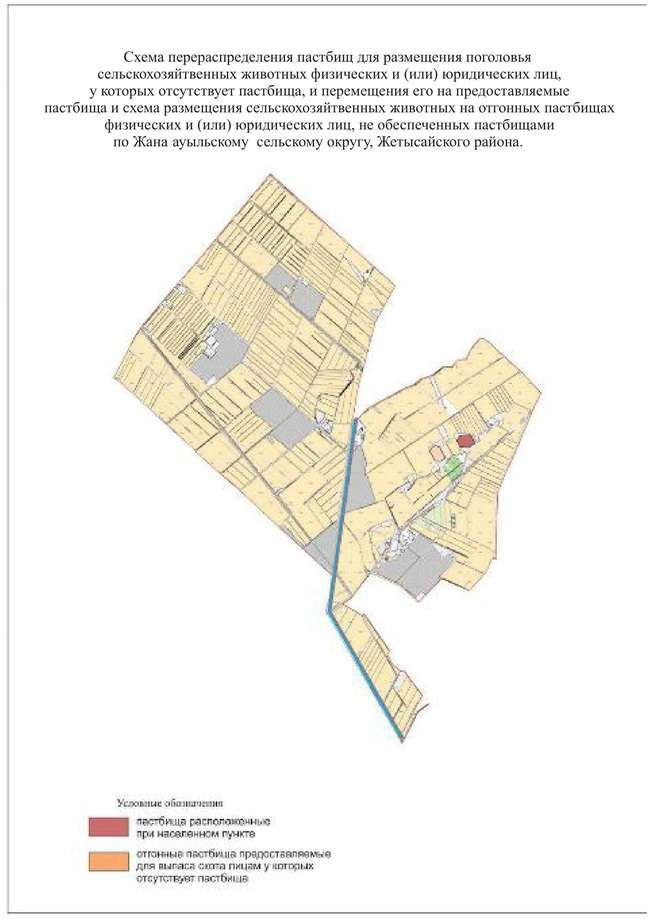 Схема перераспределения пастбищ для размещения поголовья
сельскохозяйтвенных животных физических и (или) юридических лиц,
у которых отсутствует пастбища, и перемещения его на предоставляемые
пастбища и схема размещения сельскохозяйтвенных животных на отгонных пастбищах
физических и (или) юридических лиц, не обеспеченных пастбищами
по Жана ауыльскому сельскому округу, Жетысайского района.
Условные обозначения
пастбища расположенные
при населенном пункте
отгонные пастбища предоставляемые
для выпаса скота лицам у которых
отсутствует пастбища